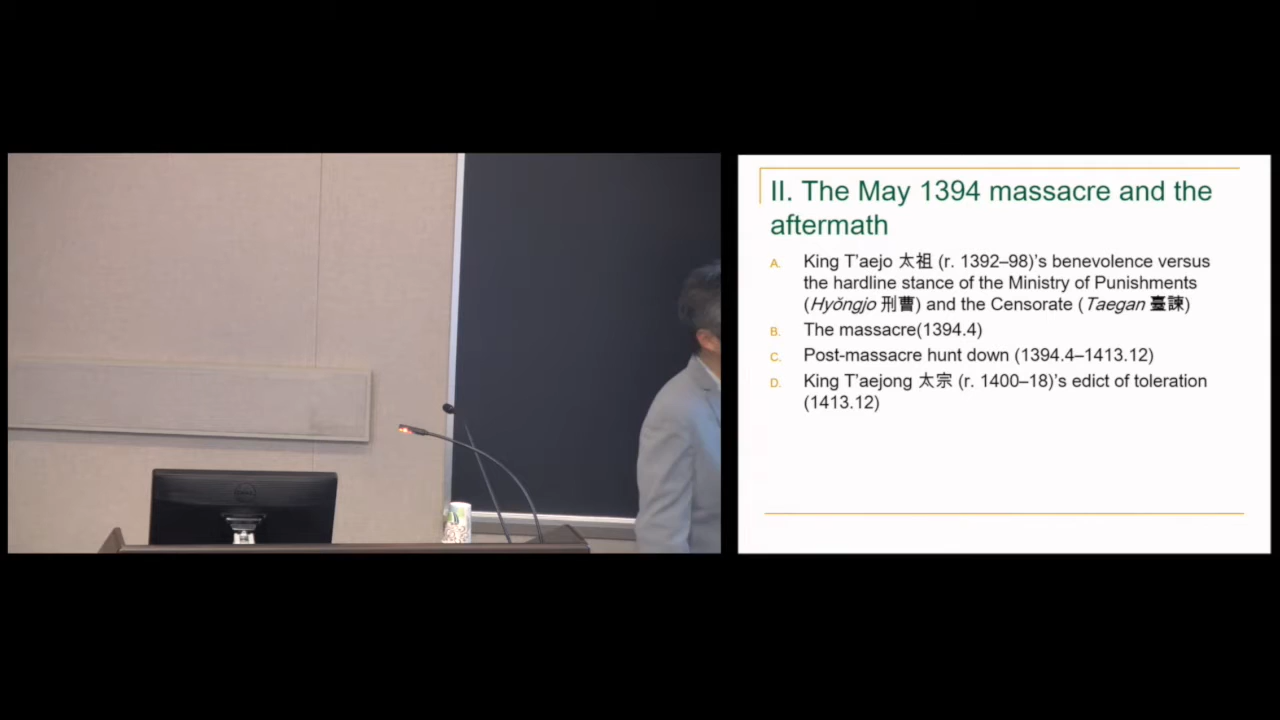 II. The May 1394 massacre and the
aftermath
A. King T'aejo 太祖 (r. 1392–98)'s benevolence versus
the hardline stance of the Ministry of Punishments
(Hyŏngjo 刑曹) and the Censorate (Taegan 臺諫)
B. The massacre(1394.4)
C. Post-massacre hunt down (1394.4–1413.12)
D. King T'aejong 太宗 (r. 1400–18)'s edict of toleration
(1413.12)